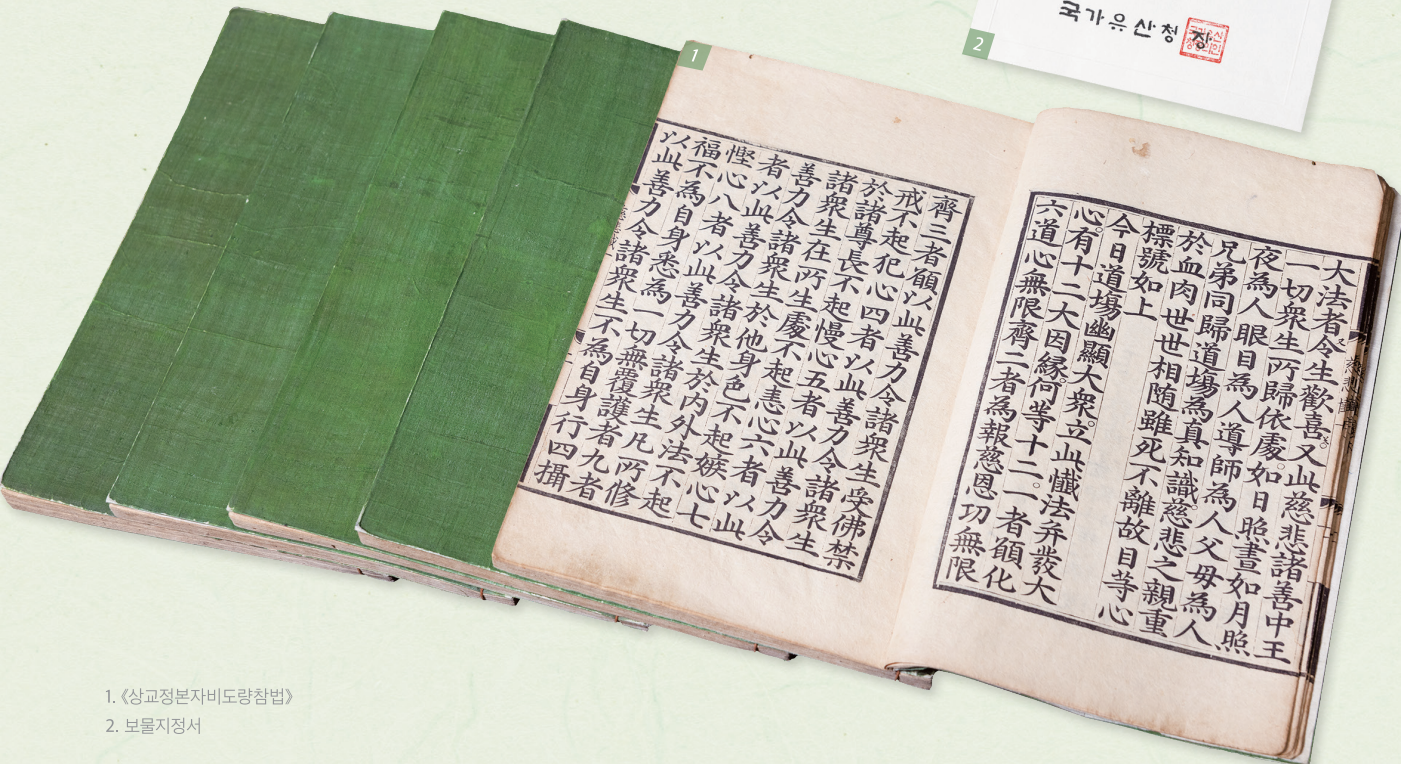 국가유산청장
2
1
大法者令生歡喜。又此慈悲諸善中王
一切衆生所歸依處。如日照晝如月照
夜為人眼目為人導師為人父母為人
兄弟同歸道場為真知識。慈悲之親重
於血肉世世相随雖死不離故目等心
標號如上
今日道場幽顯大衆。立此懺法弁發大
心。有十二大因縁。何等十二。一者願化
六道心無限齊二者為報慈恩功無限
齊三者願以此善力令諸衆生受佛禁
戒不起犯心四者以此善力令諸衆生
於諸尊長不起慢心五者以此善力令
諸衆生在所生處不起恚心六者以此
善力令諸衆生於他身色不起嫉心七
者以此善力令諸衆生於內外法不起
慳心八者以此善力令諸衆生凡所修
福不為自身悉為一切無覆護者九者
以此善力令諸衆生不為自身行四攝
1. 《상교정본자비도량참법》
2. 보물지정서